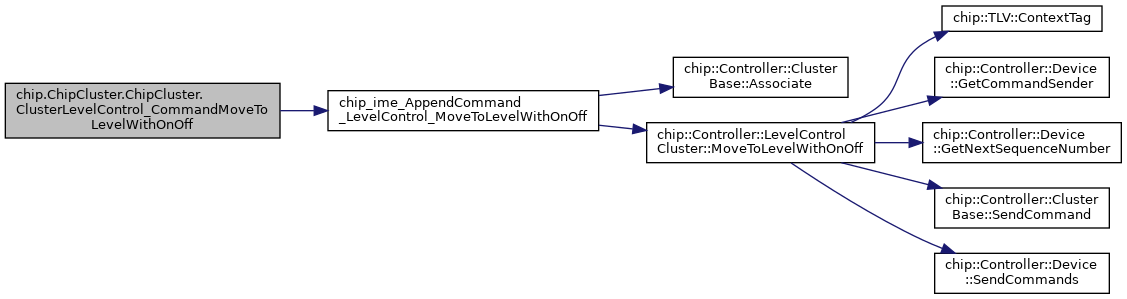 chip.ChipCluster.ChipCluster.
ClusterLevelControl_CommandMoveTo
LevelWithOnOff
chip_ime_AppendCommand
_LevelControl_MoveToLevelWithOnOff
chip::Controller::Cluster
Base::Associate
chip::Controller::LevelControl
Cluster::MoveToLevelWithOnOff
chip::TLV::ContextTag
chip::Controller::Device
::GetCommandSender
chip::Controller::Device
::GetNextSequenceNumber
chip::Controller::Cluster
Base::SendCommand
chip::Controller::Device
::SendCommands